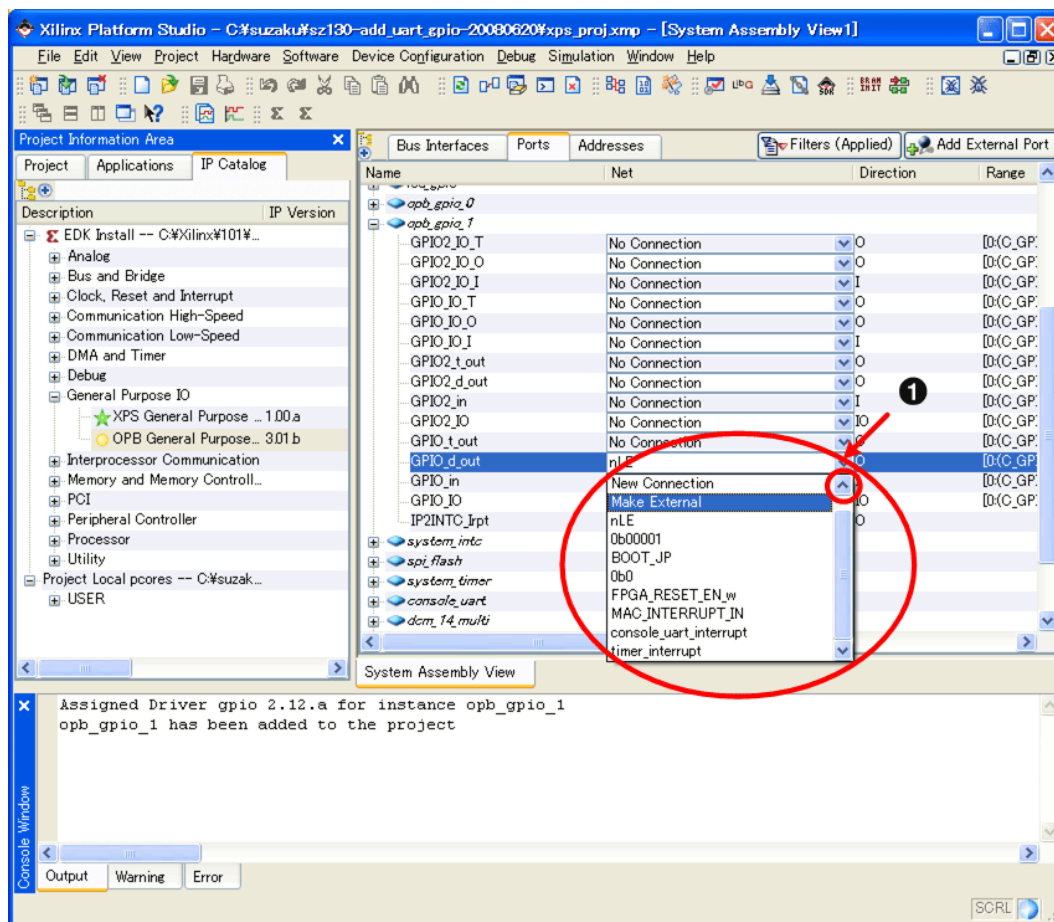 Xilinx Platform Studio - C:¥suzaku¥sz130-add_uart_gpio-20080620¥xps_proj.xmp - [System Assembly View1]
File Edit View Project Hardware Software Device Configuration Debug Simulation Window Help
Project Information Area
Project Applications IP Catalog
Description IP Version
EDK Install -- C:¥Xilinx¥101¥...
Analog
Bus and Bridge
Clock, Reset and Interrupt
Communication High-Speed
Communication Low-Speed
DMA and Timer
Debug
General Purpose IO
XPS General Purpose ... 1.00.a
OPB General Purpose... 3.01.b
Interprocessor Communication
Memory and Memory Controll...
PCI
Peripheral Controller
Processor
Utility
Project Local pcores -- C:¥suzak...
USER
Bus Interfaces Ports Addresses Filters (Applied) Add External Port
Name Net Direction Range
opb_gpio_0
opb_gpio_1
GPIO2_IO_T No Connection O [0:(C_GP
GPIO2_IO_O No Connection O [0:(C_GP
GPIO2_IO_I No Connection I [0:(C_GP
GPIO_IO_T No Connection O [0:(C_GP
GPIO_IO_O No Connection O [0:(C_GP
GPIO_IO_I No Connection I [0:(C_GP
GPIO2_t_out No Connection O [0:(C_GP
GPIO2_d_out No Connection O [0:(C_GP
GPIO2_in No Connection I [0:(C_GP
GPIO2_IO No Connection IO [0:(C_GP
GPIO_t_out No Connection O [0:(C_GP
GPIO_d_out nLE O [0:(C_GP
GPIO_in [0:(C_GP
GPIO_IO IO [0:(C_GP
IP2INTC_Irpt O
New Connection
Make External
nLE
0b00001
BOOT_JP
0b0
FPGA_RESET_EN_w
MAC_INTERRUPT_IN
console_uart_interrupt
timer_interrupt
system_intc
spi_flash
system_timer
console_uart
dcm_14_multi
1
System Assembly View
Assigned Driver gpio 2.12.a for instance opb_gpio_1
opb_gpio_1 has been added to the project
Console Window
Output Warning Error
SCRL